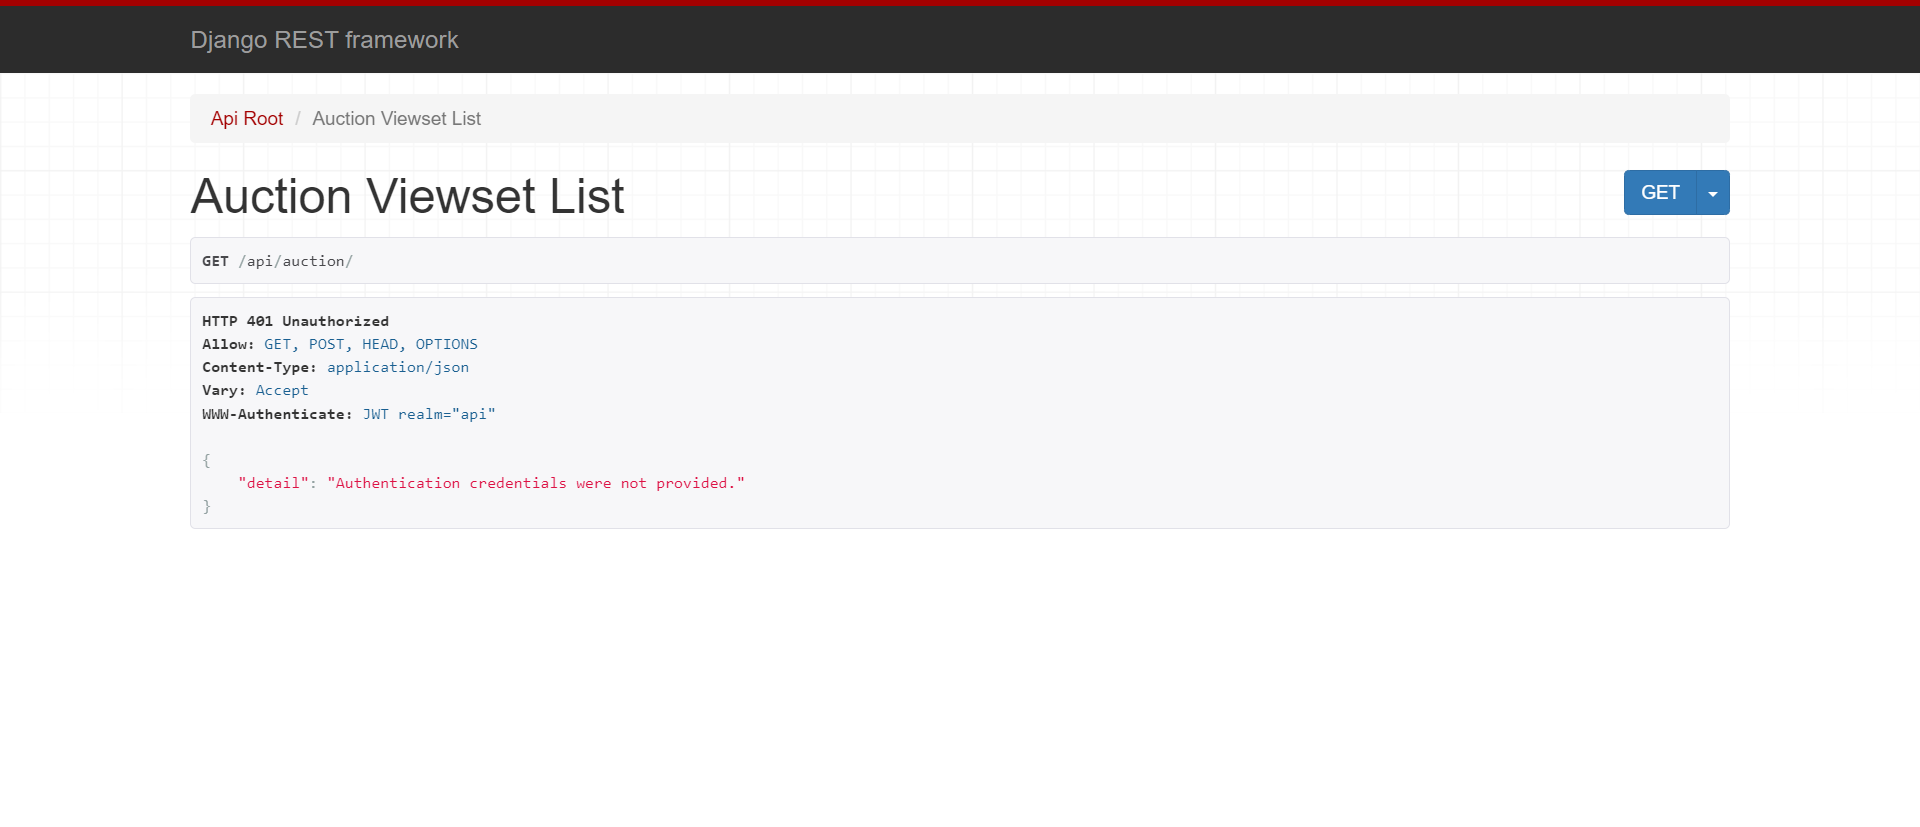 Django REST framework
Api Root / Auction Viewset List
Auction Viewset List
GET
GET /api/auction/
HTTP 401 Unauthorized
Allow: GET, POST, HEAD, OPTIONS
Content-Type: application/json
Vary: Accept
WWW-Authenticate: JWT realm="api"
{
    "detail": "Authentication credentials were not provided."
}